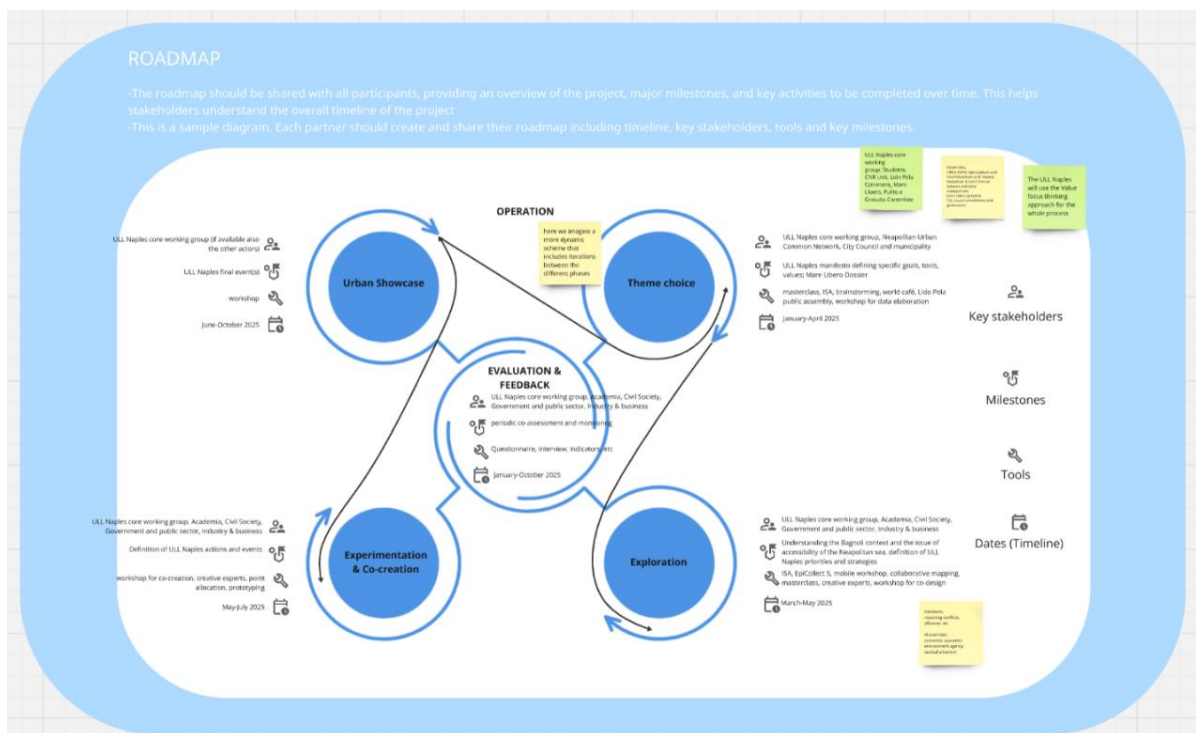 ROADMAP
-The roadmap should be shared with all participants, providing an overview of the project, major milestones, and key activities to be completed over time. This helps
stakeholders understand the overall timeline of the project
-This is a sample diagram. Each partner should create and share their roadmap including timeline, key stakeholders, tools and key milestones.
ULL Naples core
working
group: Students,
CNR Unit, Lido Pola
Commons, Mare
Libero, Pulito e
Gratuito Committee
The ULL Naples
will use the Value
focus thinking
approach for the
whole process
OPERATION
here we imagine a
more dynamic
scheme that
includes iterations
between the
different phases
ULL Naples core working group (if available also
the other actors)
ULL Naples final event(s)
workshop
June-October 2025
Urban Showcase
Theme choice
ULL Naples core working group, Neapolitan Urban
Common Network, City Council and municipality
ULL Naples manifesto defining specific goals, tools,
values; Mare Libero Dossier
masterclass, ISA, brainstorming, world café, Lido Pola
public assembly, workshop for data elaboration
January-April 2025
Key stakeholders
Milestones
Tools
Dates (Timeline)
EVALUATION &
FEEDBACK
ULL Naples core working group, Academia, Civil Society,
Government and public sector, Industry & business
periodic co-assessment and monitoring
Questionnaire, interview, indicators, etc
January-October 2025
ULL Naples core working group, Academia, Civil Society,
Government and public sector, Industry & business
Definition of ULL Naples actions and events
workshop for co-creation, creative experts, point
allocation, prototyping
May-July 2025
Experimentation
& Co-creation
Exploration
ULL Naples core working group, Academia, Civil Society,
Government and public sector, Industry & business
Understanding the Bagnoli context and the issue of
accessibility of the Neapolitan sea, definition of ULL
Naples priorities and strategies
ISA, EpiCollect 5, mobile workshop, collaborative mapping,
masterclass, creative experts, workshop for co-design
March-May 2025